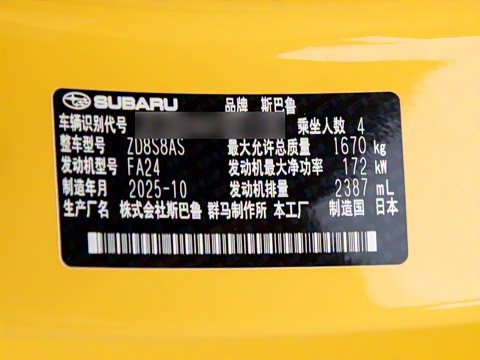 SUBARU 品牌 斯巴鲁
车辆识别代号 乘坐人数 4
整车型号 ZD8S8AS 最大允许总质量 1670 kg
发动机型号 FA24 发动机最大净功率 172 kW
制造年月 2025-10 发动机排量 2387 mL
生产厂名 株式会社斯巴鲁 群马制作所 本工厂 制造国 日本